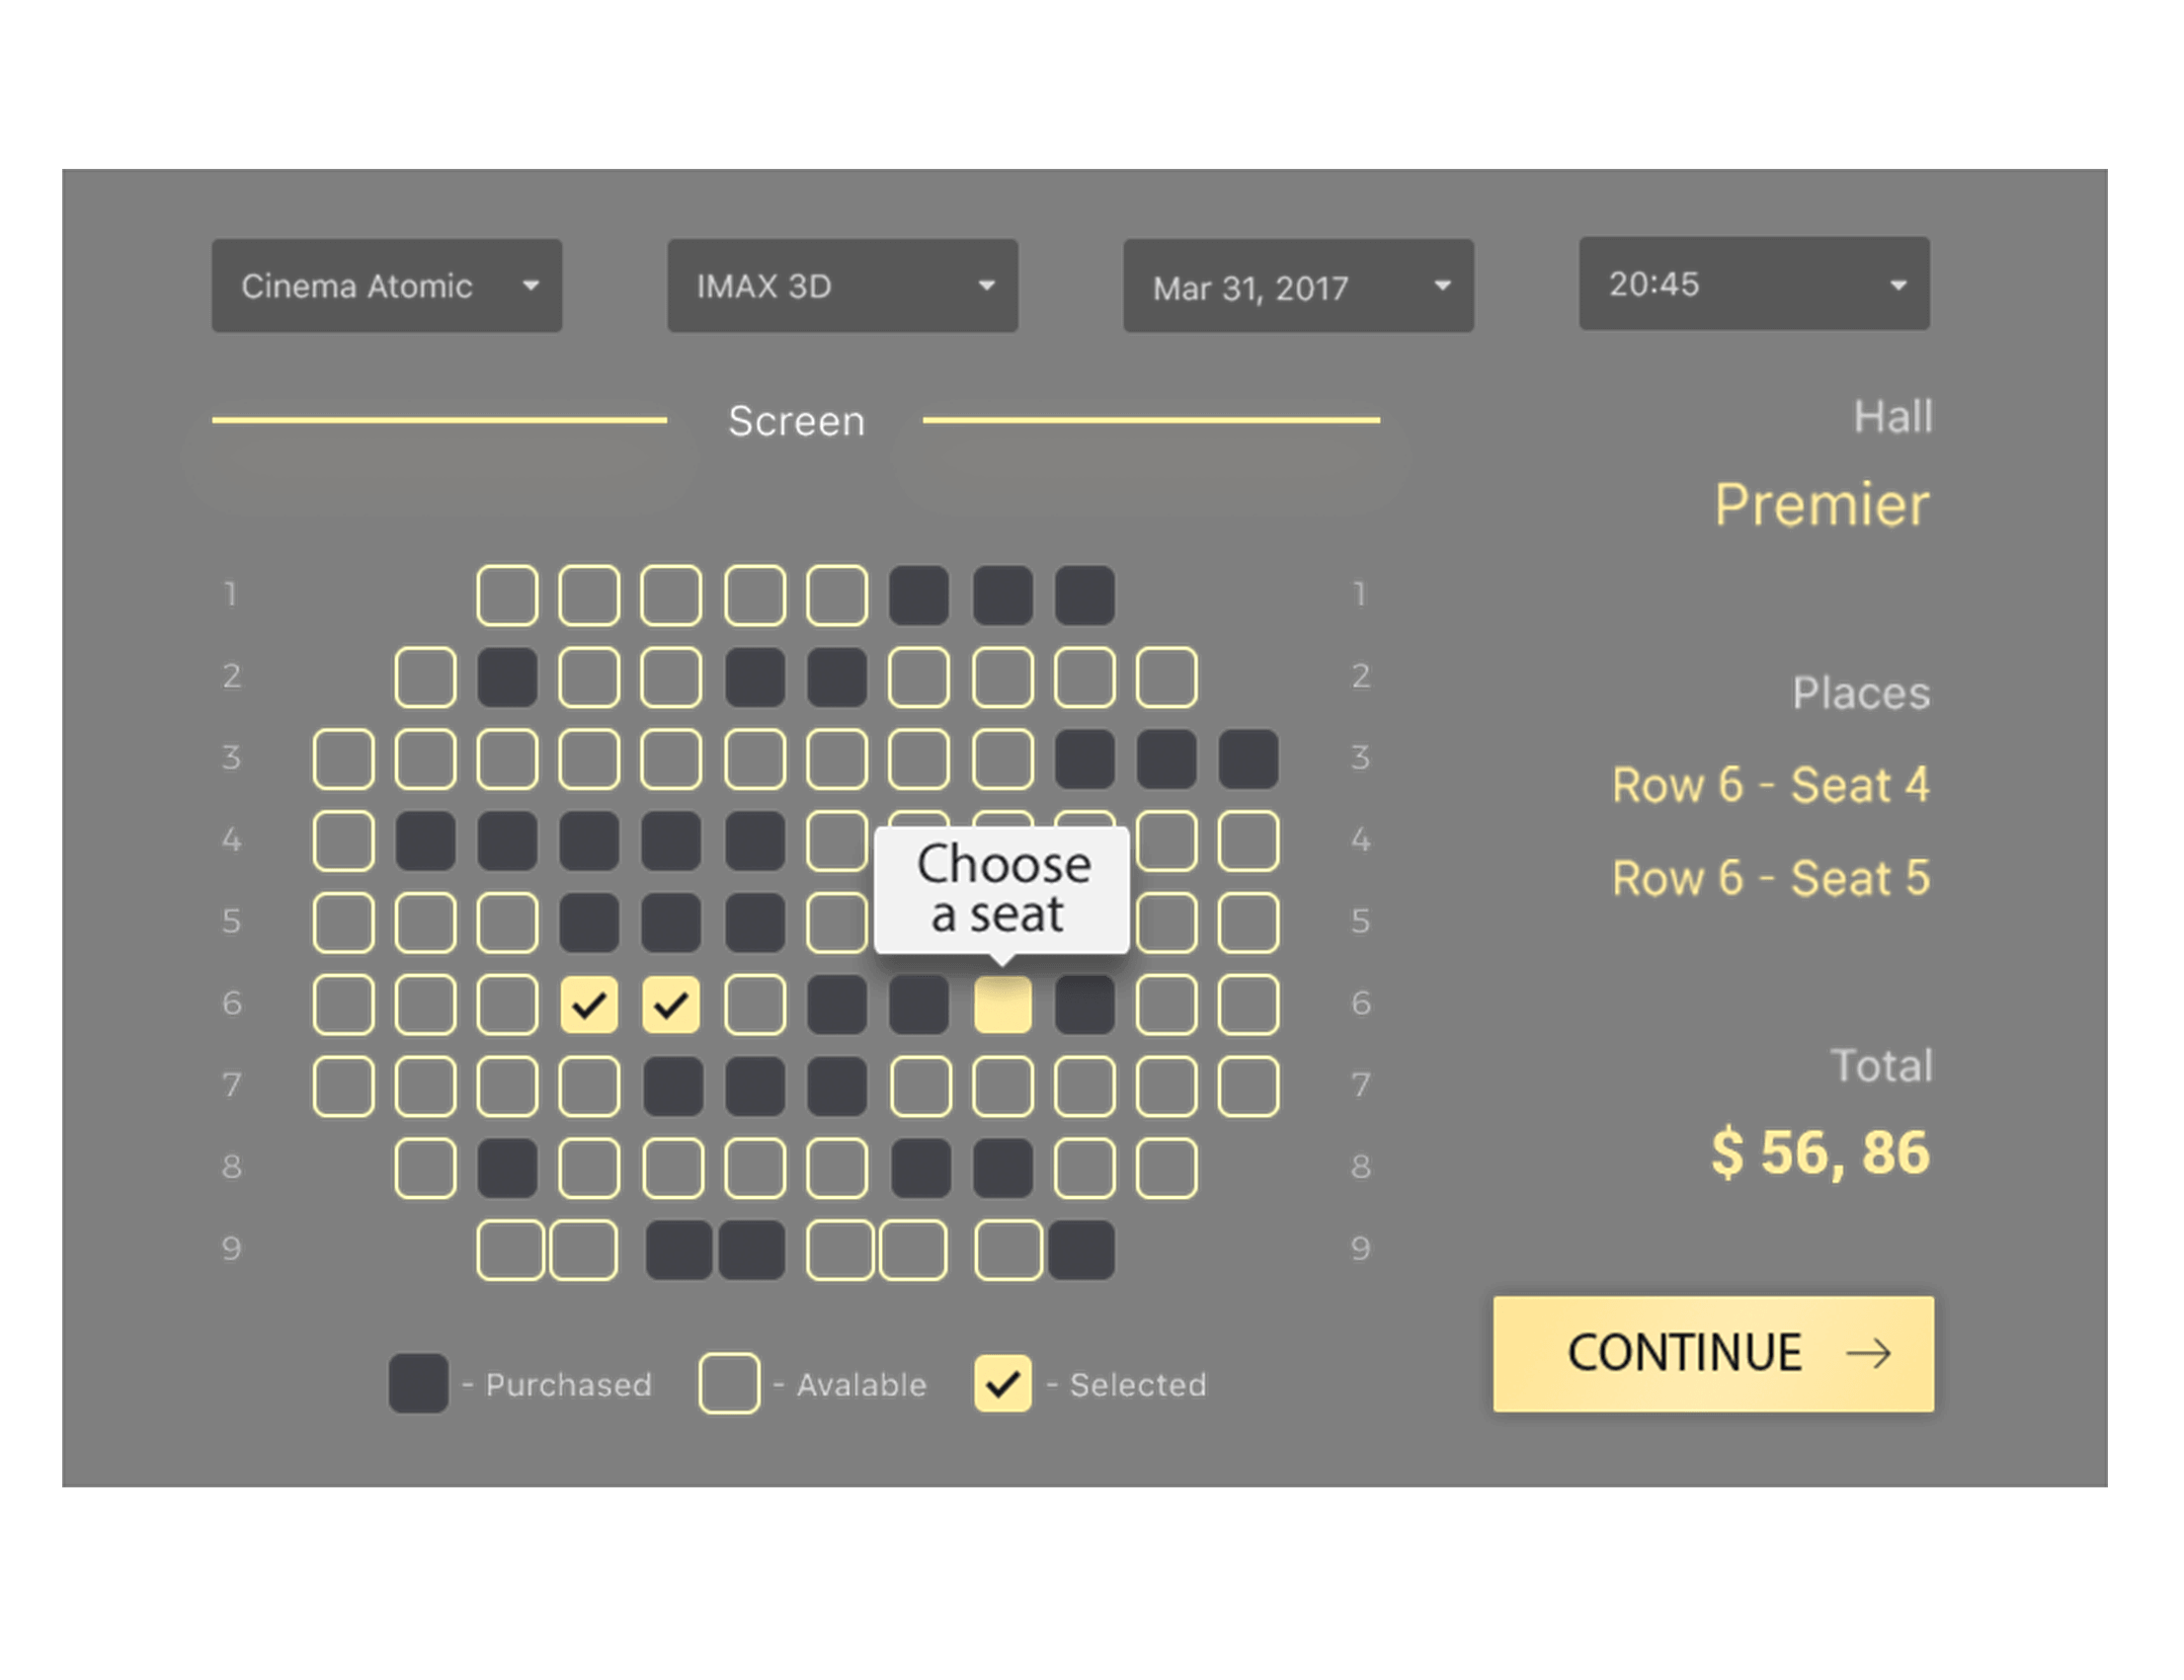 Cinema Atomic
IMAX 3D
Mar 31, 2017
20:45
Screen
Hall
Premier
1 1
2 2
Places
3 3
Row 6 - Seat 4
4 4
Choose
a seat
Row 6 - Seat 5
5 5
6 6
Total
7 7
$ 56, 86
8 8
9 9
CONTINUE →
- Purchased
- Avalable
- Selected